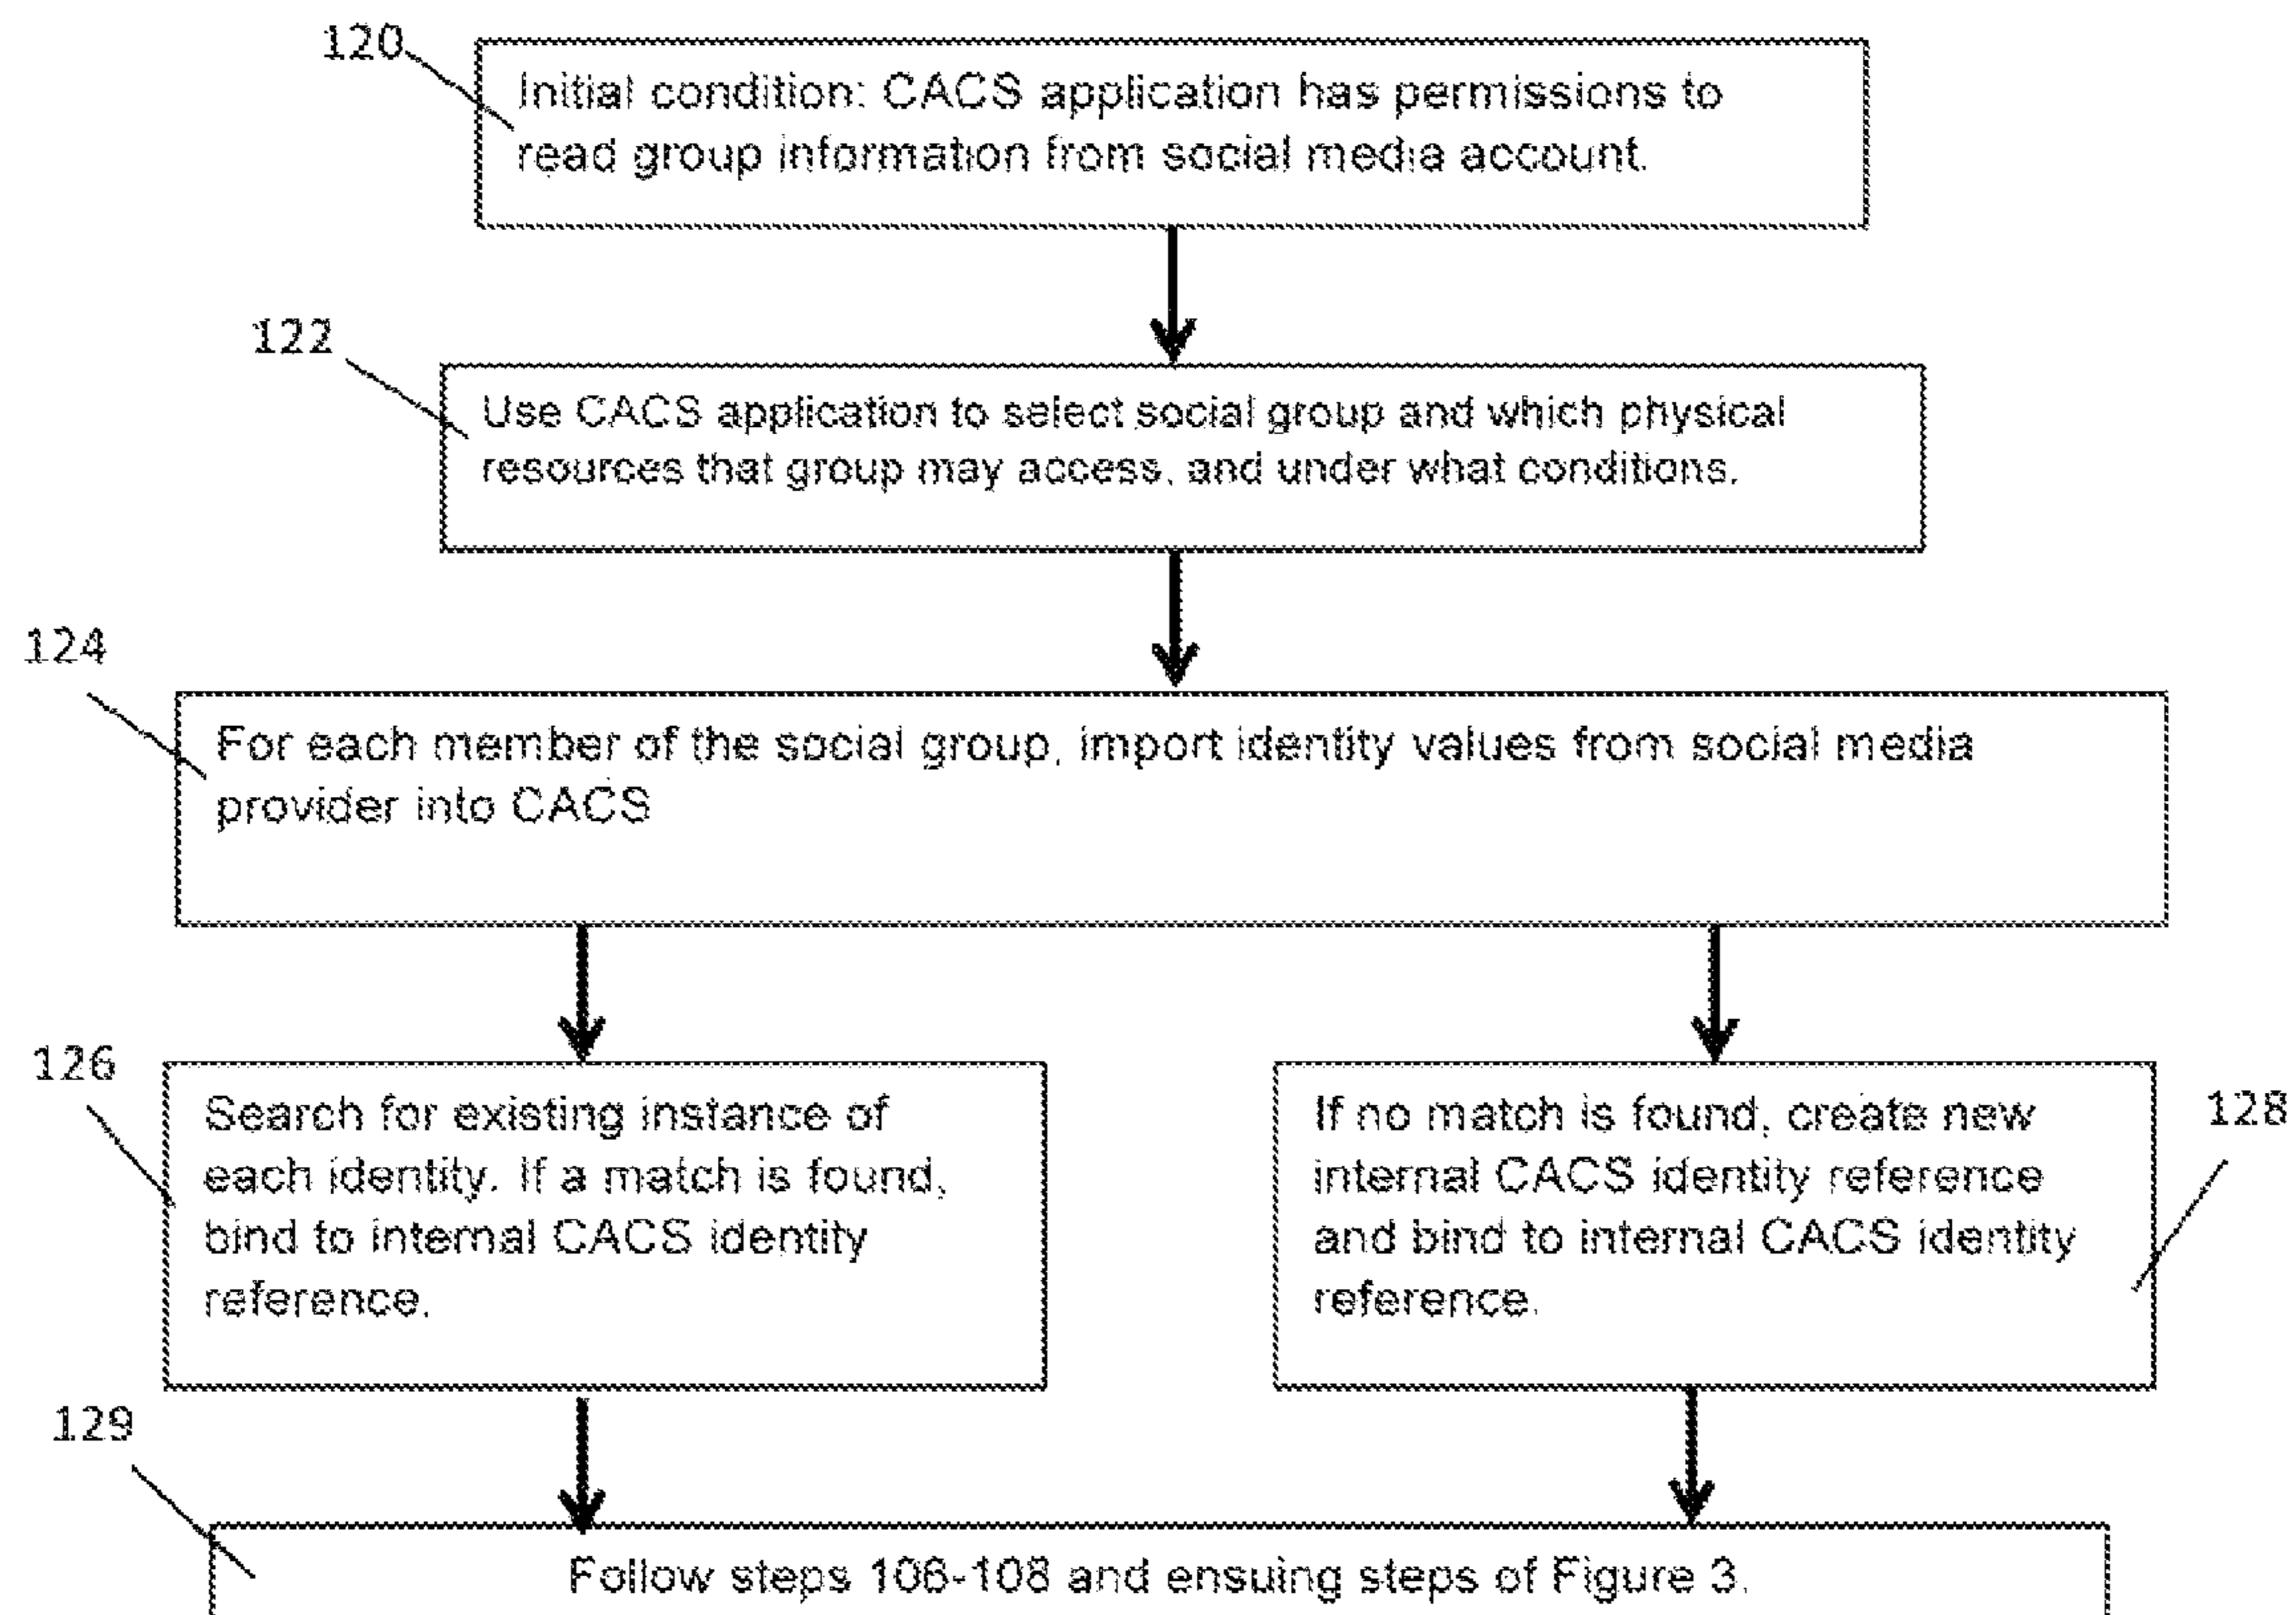 120
Initial condition: CACS application has permissions to
read group information from social media account.
122
Use CACS application to select social group and which physical
resources that group may access, and under what conditions.
124
For each member of the social group, import identity values from social media
provider into CACS
126
Search for existing instance of
each identity. If a match is found,
bind to internal CACS identity
reference.
If no match is found, create new
internal CACS identity reference
and bind to internal CACS identity
reference.
128
129
Follow steps 106-108 and ensuing steps of Figure 3.